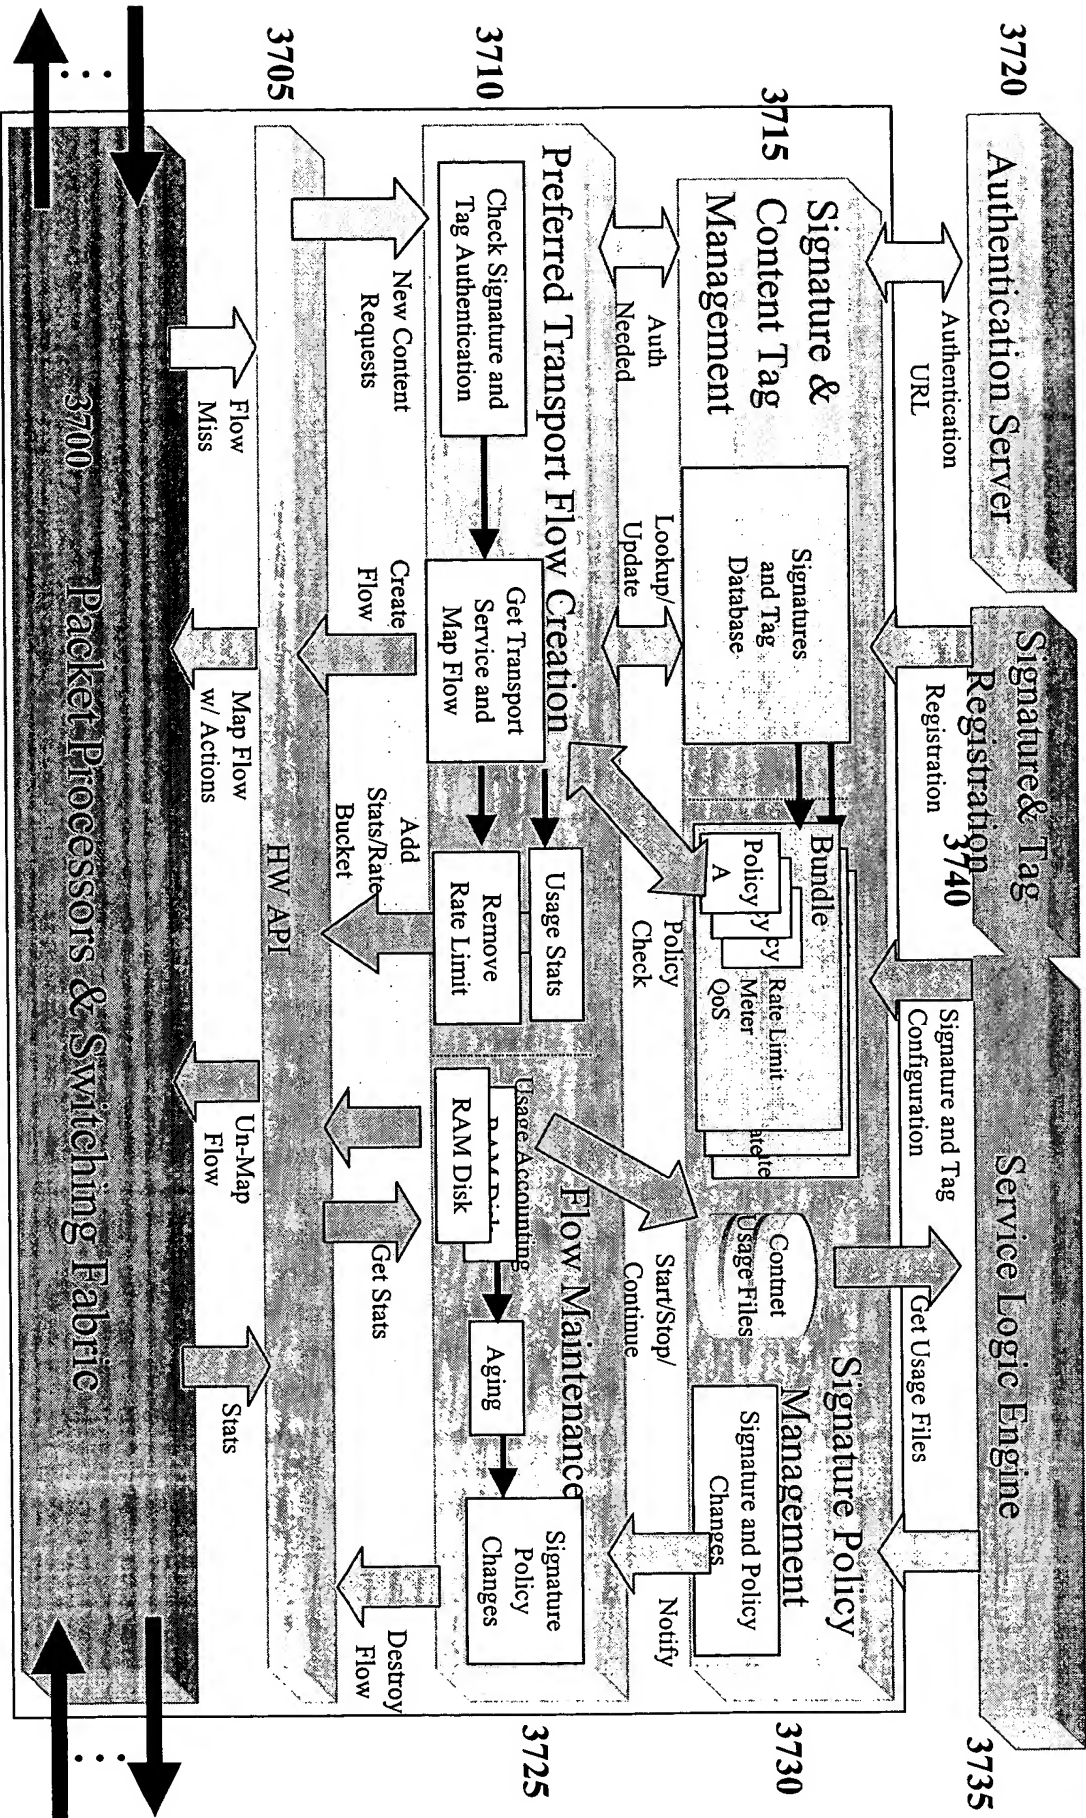 3720
Authentication Server
Signature& Tag
Registration
3740
Service Logic Engine
3735
Authentication
URL
Registration
Signature and Tag
Configuration
Get Usage Files
3715
Signature &
Content Tag
Management
Signatures
and Tag
Database
Bundle
Policy
A
Rate Limit
Meter
QoS
Contnet
Usage Files
Signature Policy
Management
Signature and Policy
Changes
3730
Auth
Needed
Lookup/
Update
Policy
Check
Start/Stop/
Continue
Notify
3710
Preferred Transport Flow Creation
Check Signature and
Tag Authentication
Get Transport
Service and
Map Flow
Usage Stats
Remove
Rate Limit
Flow Maintenance
Usage Accounting
RAM Disk
RAM Disk
Aging
Signature
Policy
Changes
3725
New Content
Requests
Create
Flow
Add
Stats/Rate
Bucket
Get Stats
Destroy
Flow
3705
HW API
Flow
Miss
Map Flow
w/ Actions
Un-Map
Flow
Stats
3700
Packet Processors & Switching Fabric